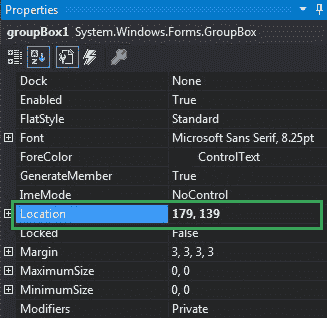 Properties
groupBox1 System.Windows.Forms.GroupBox
Dock None
Enabled True
FlatStyle Standard
Font Microsoft Sans Serif, 8.25pt
ForeColor ControlText
GenerateMember True
ImeMode NoControl
Location 179, 139
Locked False
Margin 3, 3, 3, 3
MaximumSize 0, 0
MinimumSize 0, 0
Modifiers Private